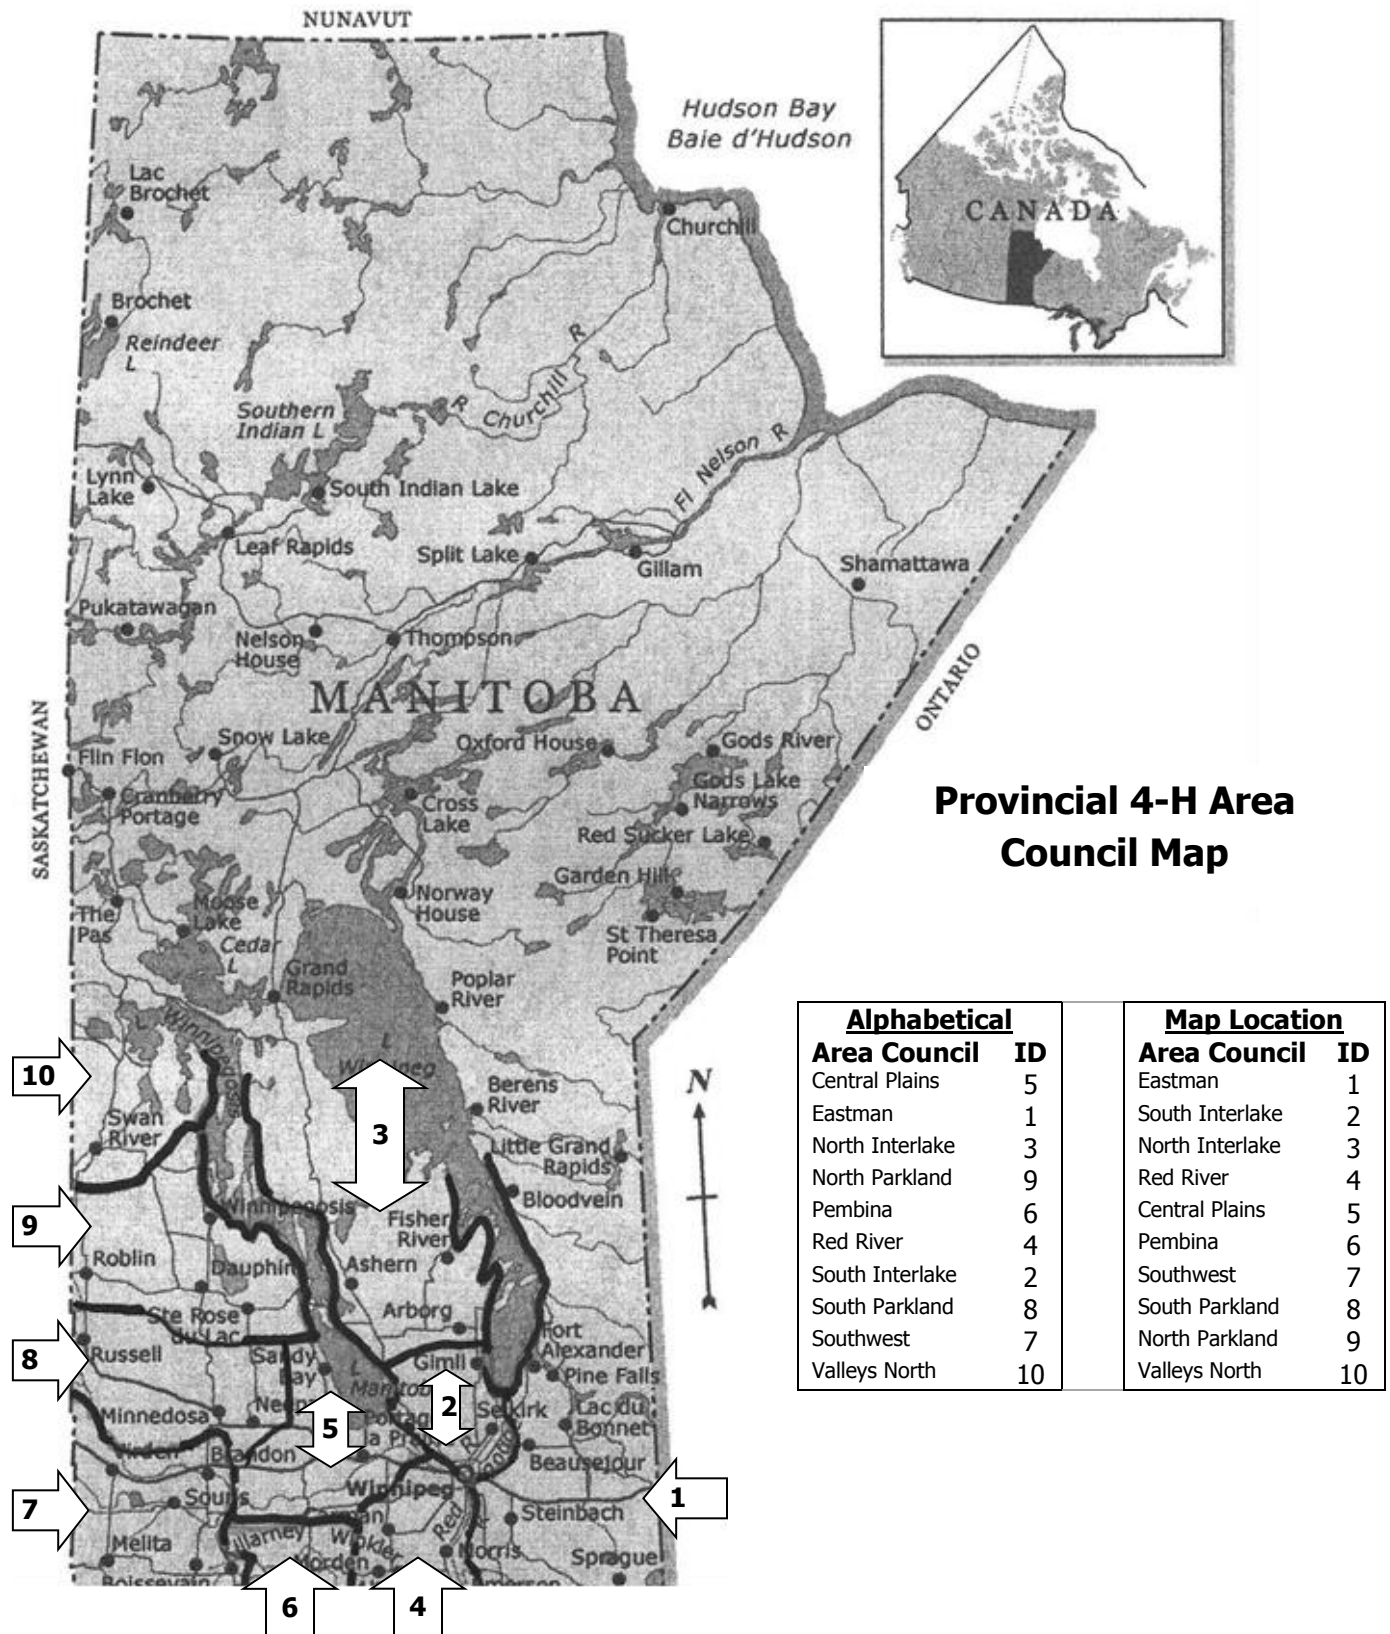 NUNAVUT
Hudson Bay
Baie d'Hudson
CANADA
Lac
Brochet
Churchill
Brochet
Reindeer
L
Churchill R
R
Southern
Indian L
Nelson R
Fl
Lynn
Lake
South Indian Lake
Leaf Rapids
Split Lake
Gillam
Shamattawa
Pukatawagan
Nelson
House
Thompson
MANITOBA
ONTARIO
SASKATCHEWAN
Snow Lake
Oxford House
Gods River
Flin Flon
Cranberry
Portage
Cross
Lake
Gods Lake
Narrows
Red Sucker Lake
Provincial 4-H Area
Council Map
Garden Hill
Norway
House
The
Pas
Moose
Lake
Cedar
L
St Theresa
Point
Grand
Rapids
Poplar
River
L
Winnipeg
N
10
Swan
River
3
Berens
River
Little Grand
Rapids
Bloodvein
9
Winnipegosis
Fisher
River
Roblin
Dauphin
Ashern
Ste Rose
du Lac
Arborg
Fort
Alexander
8
Russell
Sandy
Bay
L
Gimli
Pine Falls
Minnedosa
5
2
Selkirk
Lac du
Bonnet
Virden
Brandon
Beausejour
7
Souris
Winnipeg
1
Steinbach
Red R
Melita
Winkler
Morden
Morris
Sprague
Boissevain
Emerson
6
4
Alphabetical
Area Council ID
Central Plains 5
Eastman 1
North Interlake 3
North Parkland 9
Pembina 6
Red River 4
South Interlake 2
South Parkland 8
Southwest 7
Valleys North 10
Map Location
Area Council ID
Eastman 1
South Interlake 2
North Interlake 3
Red River 4
Central Plains 5
Pembina 6
Southwest 7
South Parkland 8
North Parkland 9
Valleys North 10